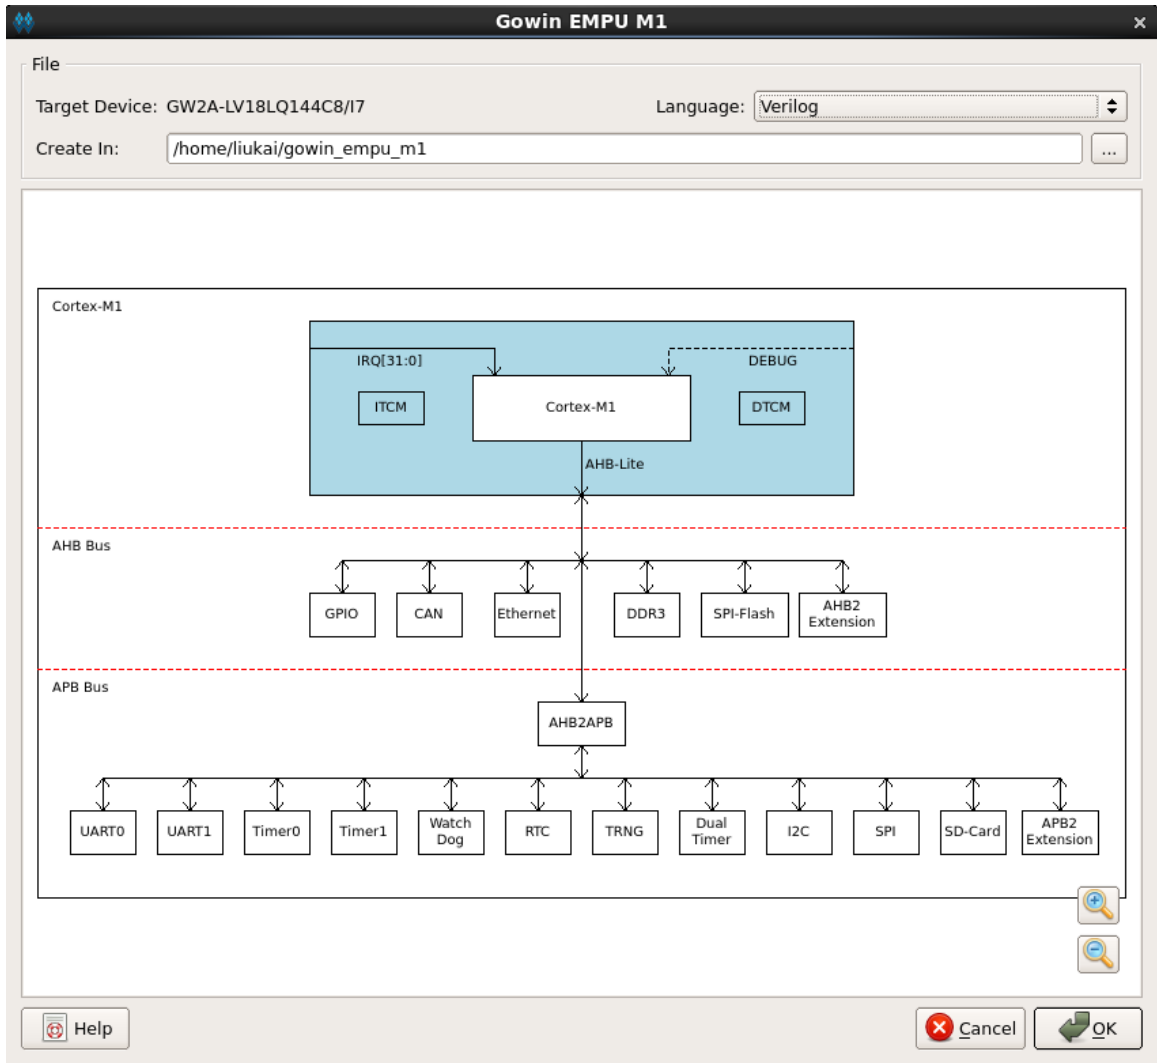 Gowin EMPU M1
File
Target Device: GW2A-LV18LQ144C8/I7
Language: Verilog
Create In: /home/liukai/gowin_empu_m1
...
Cortex-M1
IRQ[31:0]
DEBUG
ITCM
Cortex-M1
DTCM
AHB-Lite
AHB Bus
GPIO
CAN
Ethernet
DDR3
SPI-Flash
AHB2
Extension
APB Bus
AHB2APB
UART0
UART1
Timer0
Timer1
Watch
Dog
RTC
TRNG
Dual
Timer
I2C
SPI
SD-Card
APB2
Extension
Help
Cancel
OK